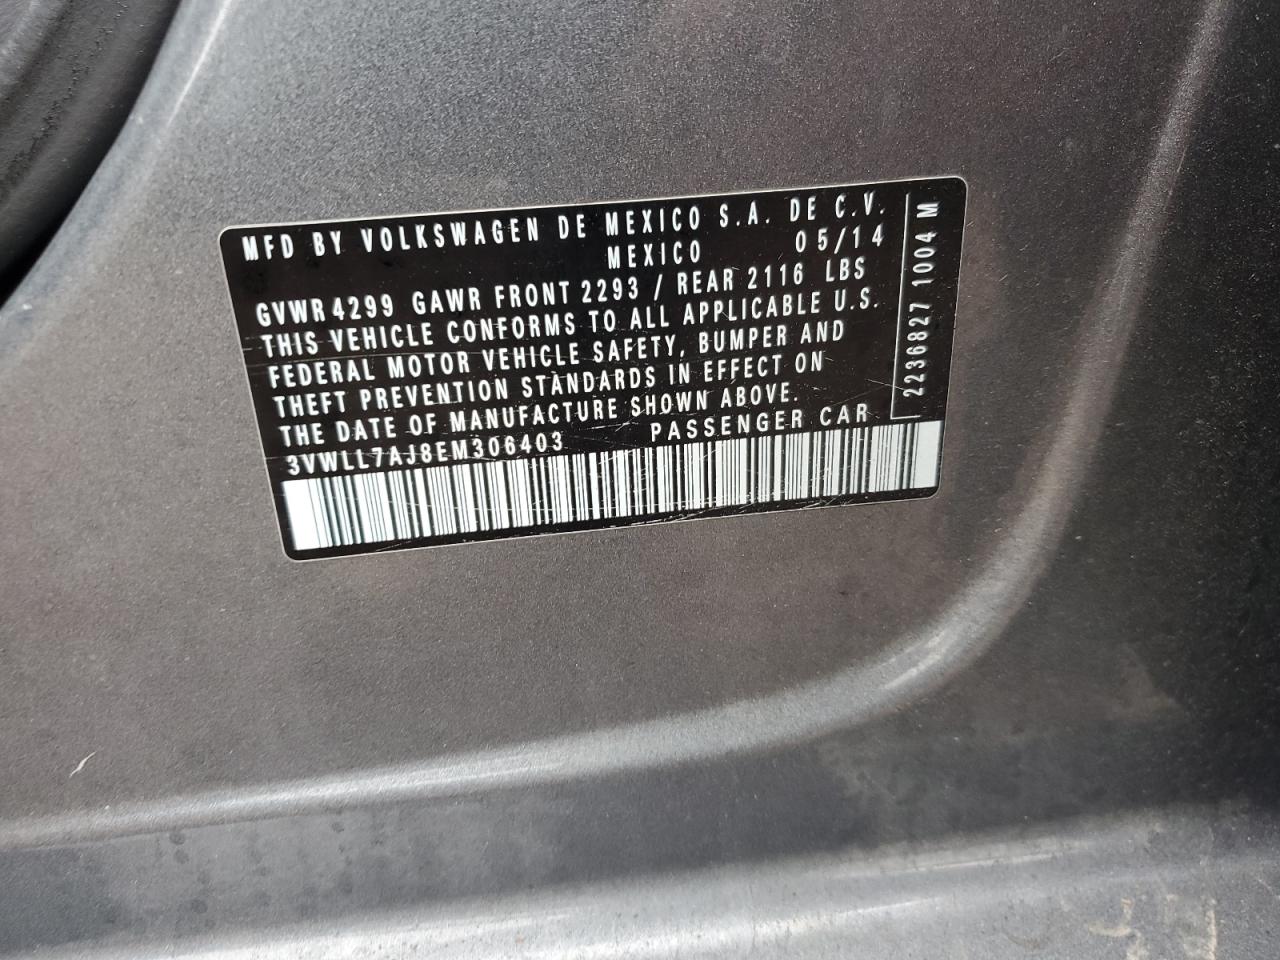 MFD BY VOLKSWAGEN DE MEXICO S.A. DE C.V.
MEXICO 05/14
GVWR 4299 GAWR FRONT 2293 / REAR 2116 LBS
THIS VEHICLE CONFORMS TO ALL APPLICABLE U.S.
FEDERAL MOTOR VEHICLE SAFETY, BUMPER AND
THEFT PREVENTION STANDARDS IN EFFECT ON
THE DATE OF MANUFACTURE SHOWN ABOVE.
3VWLL7AJ8EM306403 PASSENGER CAR
2236827 1004 M